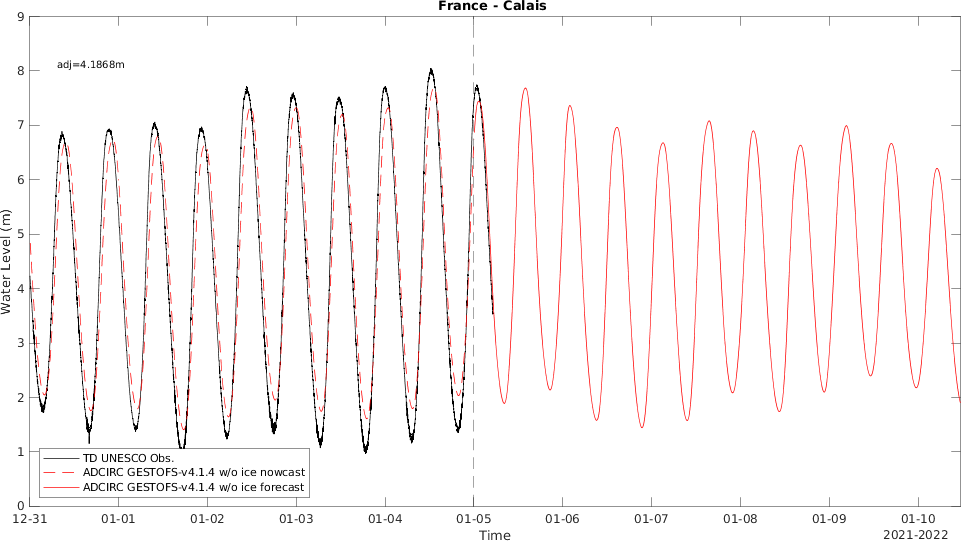 France - Calais
9
8
7
6
5
4
3
2
1
0
Water Level (m)
adj=4.1868m
TD UNESCO Obs.
ADCIRC GESTOFS-v4.1.4 w/o ice nowcast
ADCIRC GESTOFS-v4.1.4 w/o ice forecast
12-31 01-01 01-02 01-03 01-04 01-05 01-06 01-07 01-08 01-09 01-10
Time
2021-2022